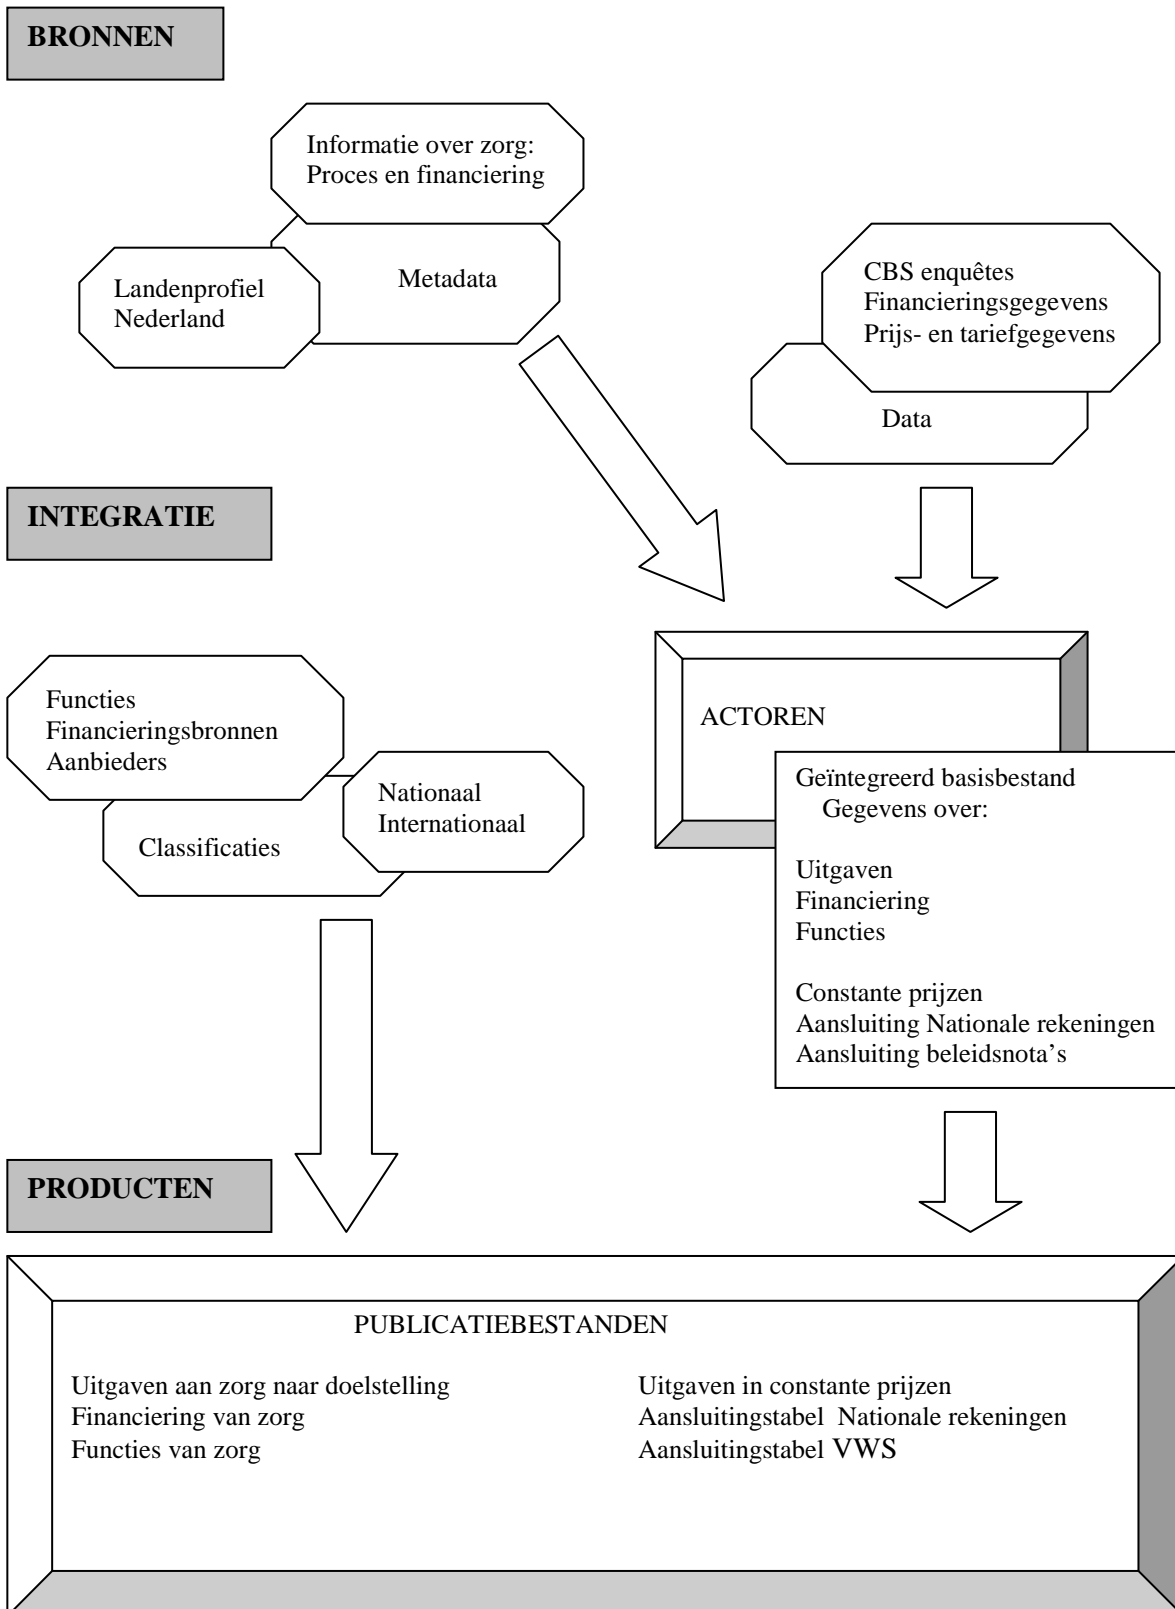 BRONNEN
Informatie over zorg:
Proces en financiering
Metadata
Landenprofiel
Nederland
CBS enquêtes
Financieringsgegevens
Prijs- en tariefgegevens
Data
INTEGRATIE
Functies
Financieringsbronnen
Aanbieders
Classificaties
Nationaal
Internationaal
ACTOREN
Geïntegreerd basisbestand
Gegevens over:
Uitgaven
Financiering
Functies
Constante prijzen
Aansluiting Nationale rekeningen
Aansluiting beleidsnota’s
PRODUCTEN
PUBLICATIEBESTANDEN
Uitgaven aan zorg naar doelstelling
Financiering van zorg
Functies van zorg
Uitgaven in constante prijzen
Aansluitingstabel  Nationale rekeningen
Aansluitingstabel VWS